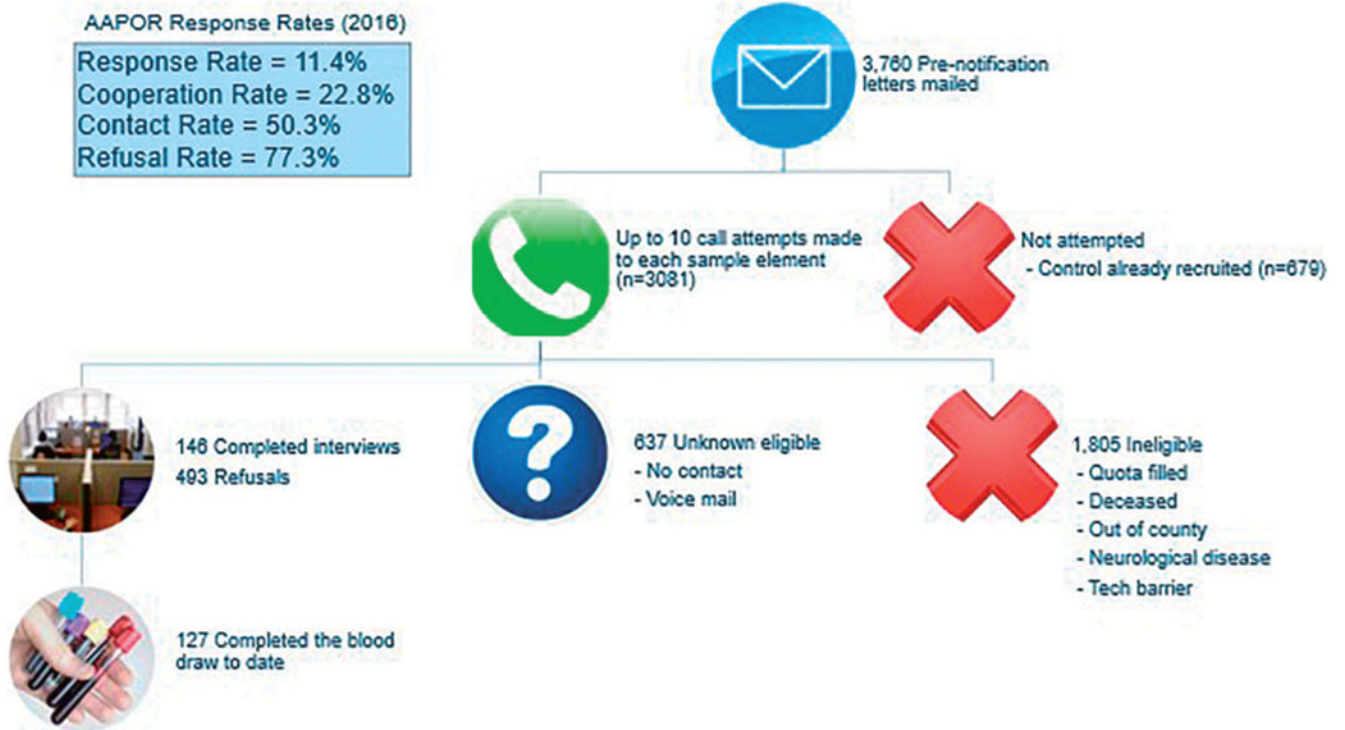 AAPOR Response Rates (2016)
Response Rate = 11.4%
Cooperation Rate = 22.8%
Contact Rate = 50.3%
Refusal Rate = 77.3%
3,760 Pre-notification
letters mailed
Up to 10 call attempts made
to each sample element
(n=3081)
Not attempted
- Control already recruited (n=679)
146 Completed interviews
493 Refusals
637 Unknown eligible
- No contact
- Voice mail
1,805 Ineligible
- Quota filled
- Deceased
- Out of county
- Neurological disease
- Tech barrier
127 Completed the blood
draw to date